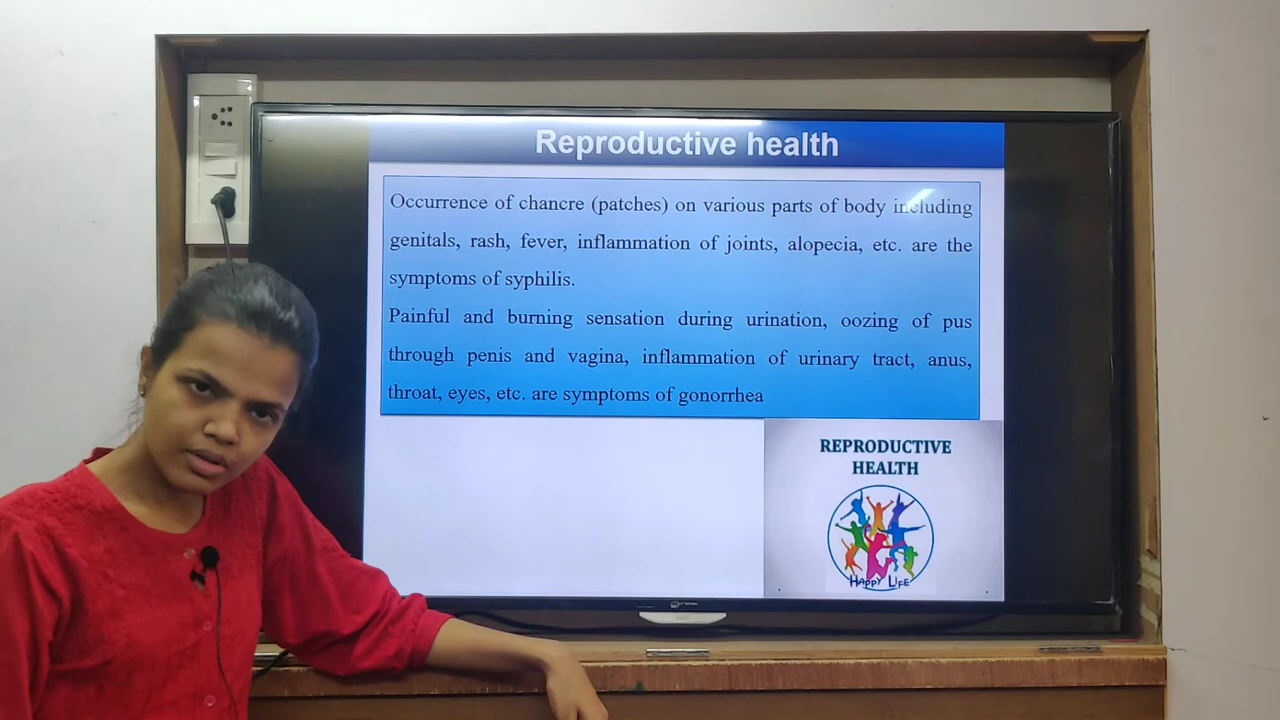 Reproductive health
Occurrence of chancre (patches) on various parts of body including
genitals, rash, fever, inflammation of joints, alopecia, etc. are the
symptoms of syphilis.
Painful and burning sensation during urination, oozing of pus
through penis and vagina, inflammation of urinary tract, anus,
throat, eyes, etc. are symptoms of gonorrhea
REPRODUCTIVE
HEALTH
HAPPY LIFE